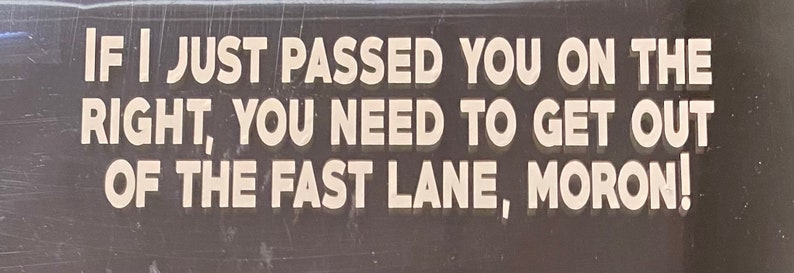 If I just passed you on the
right, you need to get out
of the fast lane, moron!